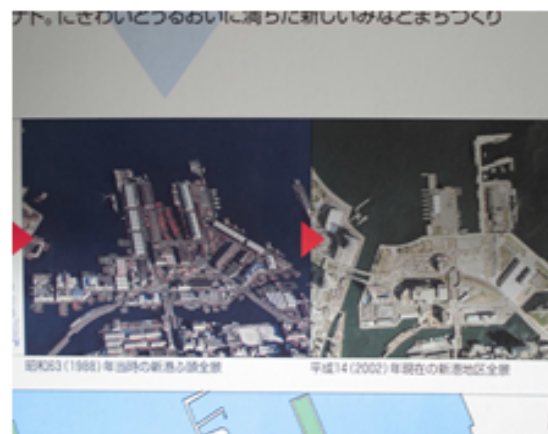 ナト。にぎわいとうるおいに満ちた新しいみなとまちづくり
昭和63(1988)年当時の新港ふ頭全景
平成14(2002)年現在の新港地区全景